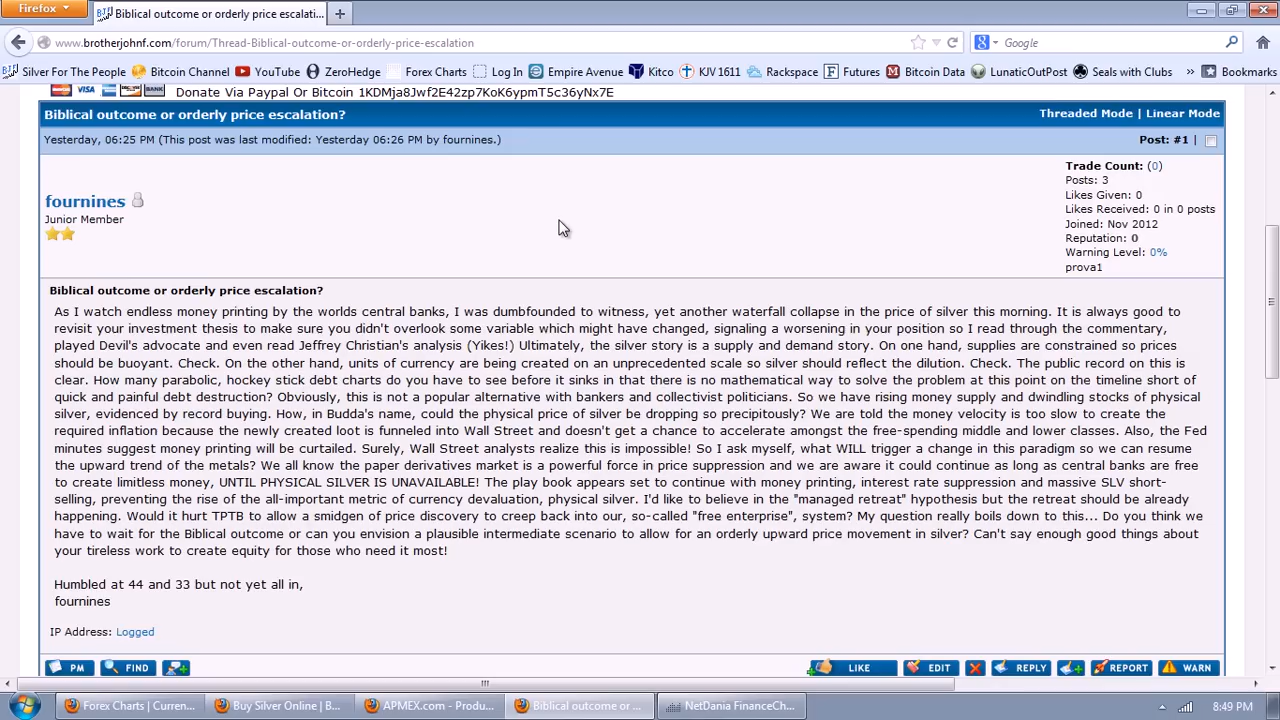 Firefox
Biblical outcome or orderly price escalati...
www.brotherjohnf.com/forum/Thread-Biblical-outcome-or-orderly-price-escalation
Google
Silver For The People
Bitcoin Channel
YouTube
ZeroHedge
Forex Charts
Log In
Empire Avenue
Kitco
KJV 1611
Rackspace
Futures
Bitcoin Data
LunaticOutPost
Seals with Clubs
Bookmarks
VISA
BANK
Donate Via Paypal Or Bitcoin 1KDMja8Jwf2E42zp7KoK6ypmT5c36yNx7E
Biblical outcome or orderly price escalation?
Threaded Mode | Linear Mode
Yesterday, 06:25 PM (This post was last modified: Yesterday 06:26 PM by fournines.)
Post: #1 |
fournines
Junior Member
Trade Count: (0)
Posts: 3
Likes Given: 0
Likes Received: 0 in 0 posts
Joined: Nov 2012
Reputation: 0
Warning Level: 0%
prova1
Biblical outcome or orderly price escalation?
As I watch endless money printing by the worlds central banks, I was dumbfounded to witness, yet another waterfall collapse in the price of silver this morning. It is always good to
revisit your investment thesis to make sure you didn't overlook some variable which might have changed, signaling a worsening in your position so I read through the commentary,
played Devil's advocate and even read Jeffrey Christian's analysis (Yikes!) Ultimately, the silver story is a supply and demand story. On one hand, supplies are constrained so prices
should be buoyant. Check. On the other hand, units of currency are being created on an unprecedented scale so silver should reflect the dilution. Check. The public record on this is
clear. How many parabolic, hockey stick debt charts do you have to see before it sinks in that there is no mathematical way to solve the problem at this point on the timeline short of
quick and painful debt destruction? Obviously, this is not a popular alternative with bankers and collectivist politicians. So we have rising money supply and dwindling stocks of physical
silver, evidenced by record buying. How, in Budda's name, could the physical price of silver be dropping so precipitously? We are told the money velocity is too slow to create the
required inflation because the newly created loot is funneled into Wall Street and doesn't get a chance to accelerate amongst the free-spending middle and lower classes. Also, the Fed
minutes suggest money printing will be curtailed. Surely, Wall Street analysts realize this is impossible! So I ask myself, what WILL trigger a change in this paradigm so we can resume
the upward trend of the metals? We all know the paper derivatives market is a powerful force in price suppression and we are aware it could continue as long as central banks are free
to create limitless money, UNTIL PHYSICAL SILVER IS UNAVAILABLE! The play book appears set to continue with money printing, interest rate suppression and massive SLV short-
selling, preventing the rise of the all-important metric of currency devaluation, physical silver. I'd like to believe in the "managed retreat" hypothesis but the retreat should be already
happening. Would it hurt TPTB to allow a smidgen of price discovery to creep back into our, so-called "free enterprise", system? My question really boils down to this... Do you think we
have to wait for the Biblical outcome or can you envision a plausible intermediate scenario to allow for an orderly upward price movement in silver? Can't say enough good things about
your tireless work to create equity for those who need it most!
Humbled at 44 and 33 but not yet all in,
fournines
IP Address: Logged
PM
FIND
LIKE
EDIT
REPLY
REPORT
WARN
Forex Charts | Curren...
Buy Silver Online | B...
APMEX.com - Produ...
Biblical outcome or ...
NetDania FinanceCh...
8:49 PM